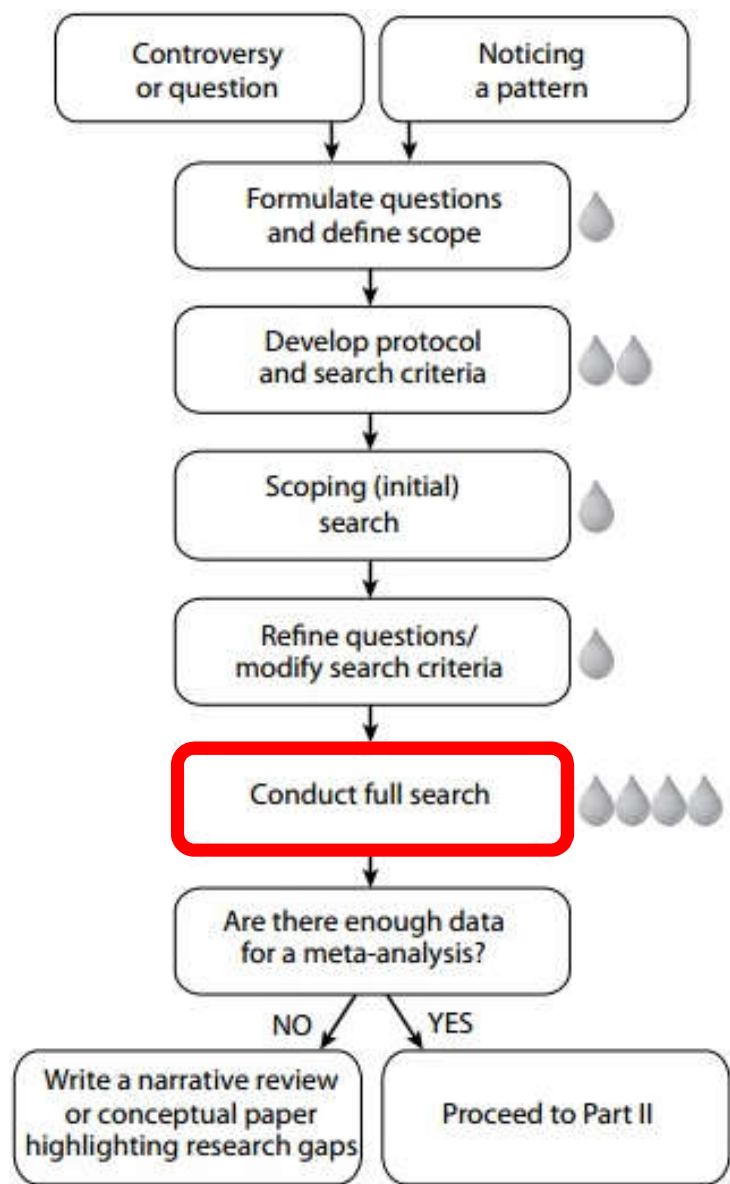 Controversy
or question
Noticing
a pattern
Formulate questions
and define scope
Develop protocol
and search criteria
Scoping (initial)
search
Refine questions/
modify search criteria
Conduct full search
Are there enough data
for a meta-analysis?
NO
YES
Write a narrative review
or conceptual paper
highlighting research gaps
Proceed to Part II